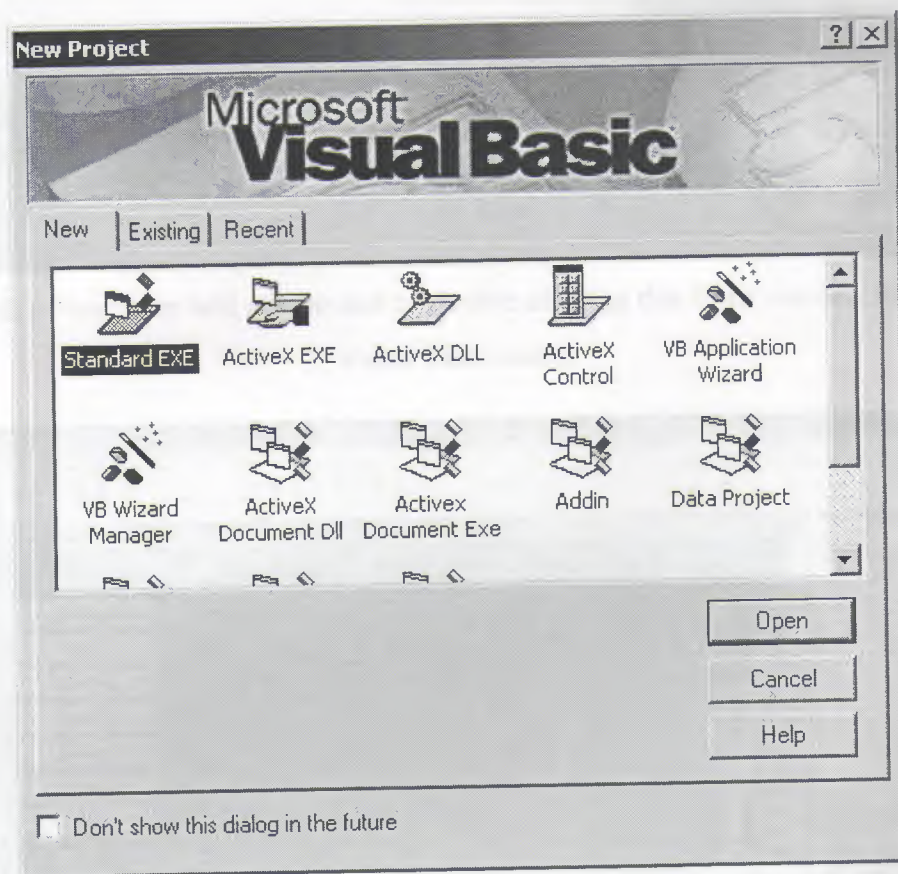 New Project
Microsoft
Visual Basic
New Existing Recent
Standard EXE ActiveX EXE ActiveX DLL ActiveX Control VB Application Wizard
VB Wizard Manager ActiveX Document Dll Activex Document Exe Addin Data Project
Open
Cancel
Help
Don't show this dialog in the future